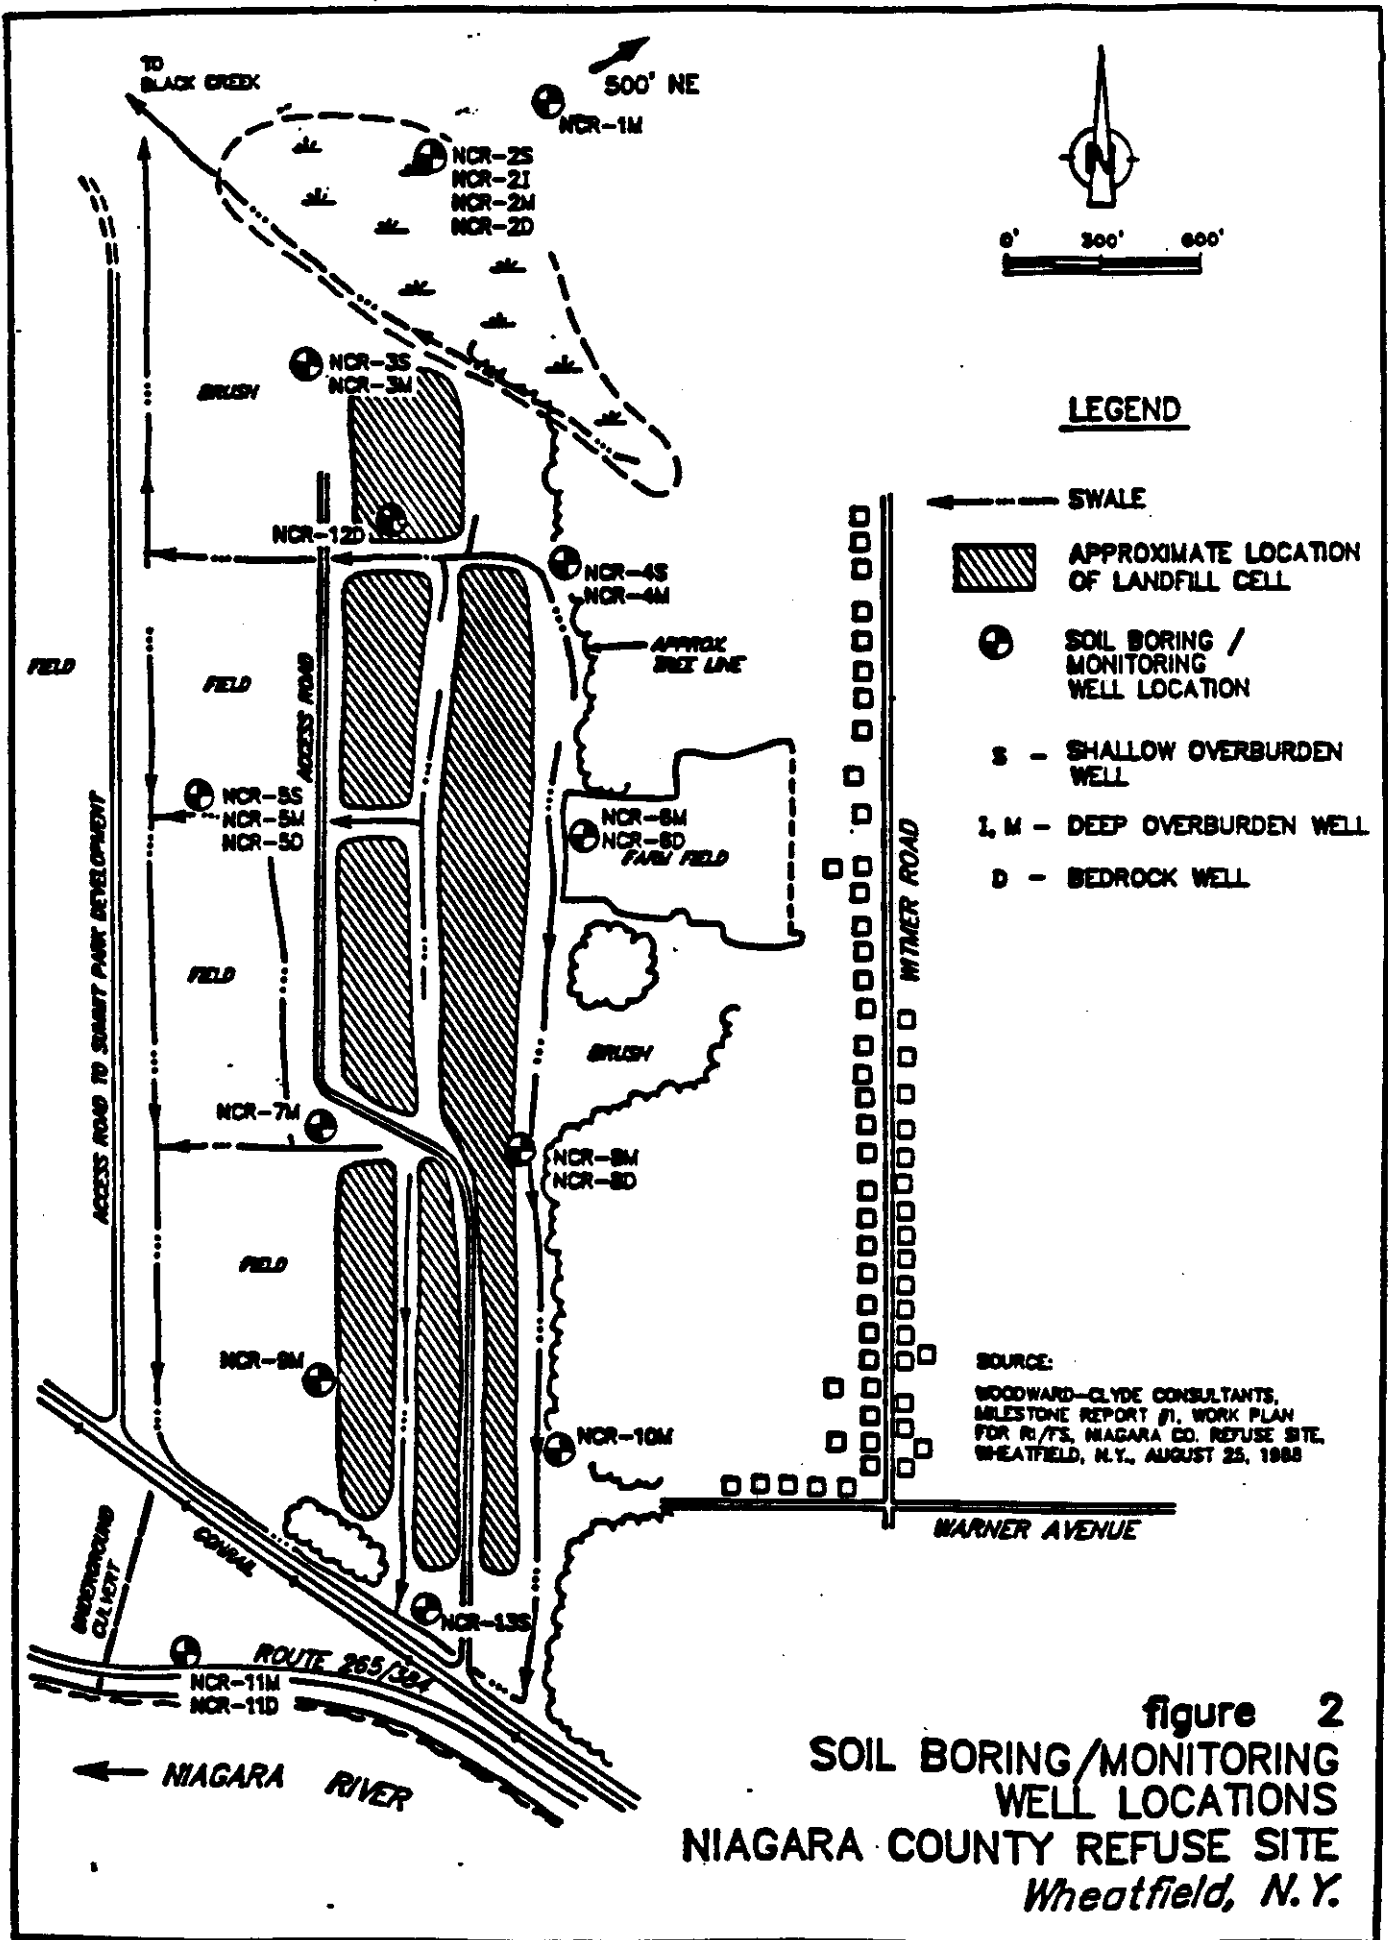 TO
BLACK CREEK
500' NE
NCR-1M
NCR-2S
NCR-2I
NCR-2M
NCR-2D
N
0' 300' 600'
NCR-3S
NCR-3M
BRUSH
LEGEND
SWALE
APPROXIMATE LOCATION
OF LANDFILL CELL
SOIL BORING /
MONITORING
WELL LOCATION
S - SHALLOW OVERBURDEN
WELL
I, M - DEEP OVERBURDEN WELL
D - BEDROCK WELL
NCR-12D
NCR-4S
NCR-4M
APPROX
TREE LINE
FIELD
FIELD
ACCESS ROAD
NCR-5S
NCR-5M
NCR-5D
NCR-6M
NCR-6D
FARM FIELD
WITMER ROAD
ACCESS ROAD TO SUMMIT PARK DEVELOPMENT
FIELD
BRUSH
NCR-7M
NCR-8M
NCR-8D
FIELD
NCR-9M
NCR-10M
SOURCE:
WOODWARD-CLYDE CONSULTANTS,
MILESTONE REPORT #1, WORK PLAN
FOR RI/FS, NIAGARA CO. REFUSE SITE,
WHEATFIELD, N.Y., AUGUST 25, 1988
WARNER AVENUE
UNDERGROUND
CULVERT
CONRAIL
NCR-13S
ROUTE 265/384
NCR-11M
NCR-11D
NIAGARA RIVER
figure 2
SOIL BORING/MONITORING
WELL LOCATIONS
NIAGARA COUNTY REFUSE SITE
Wheatfield, N.Y.